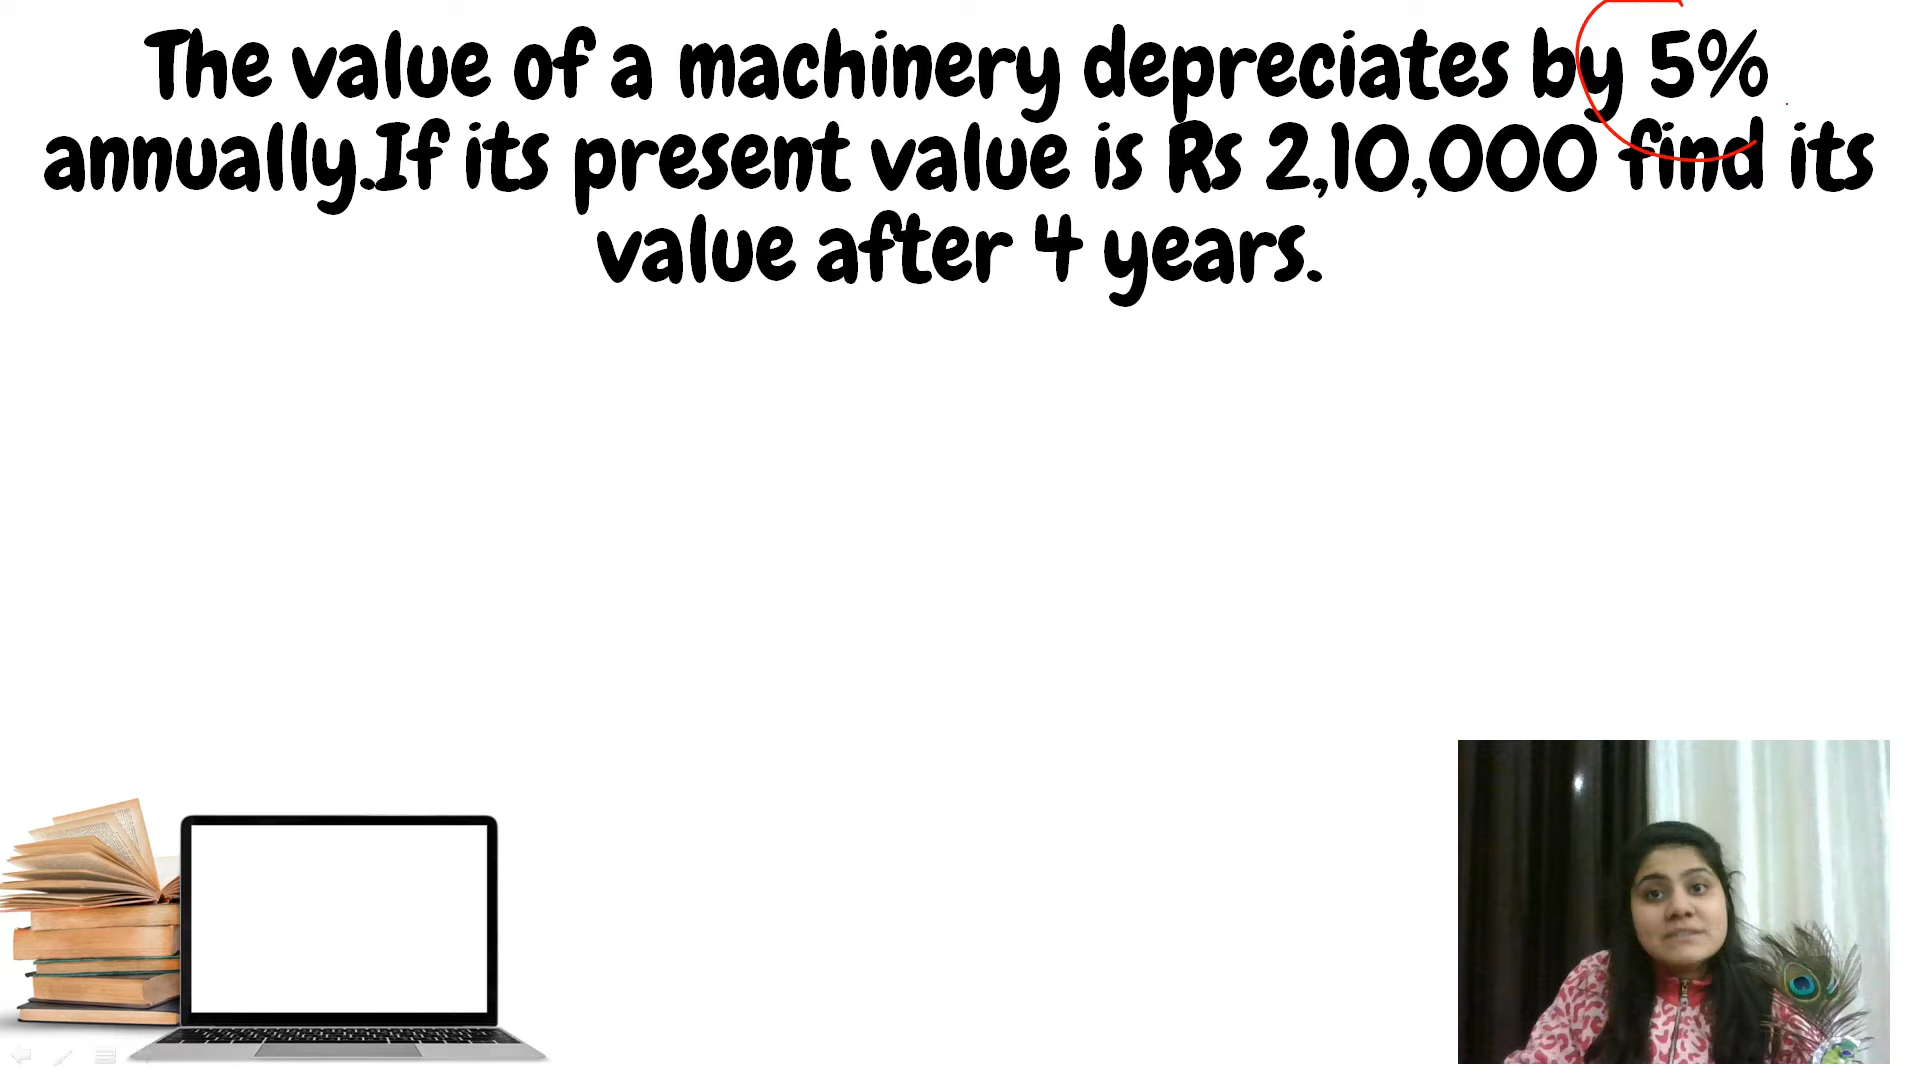 The value of a machinery depreciates by 5%
annually.If its present value is Rs 2,10,000 find its
value after 4 years.